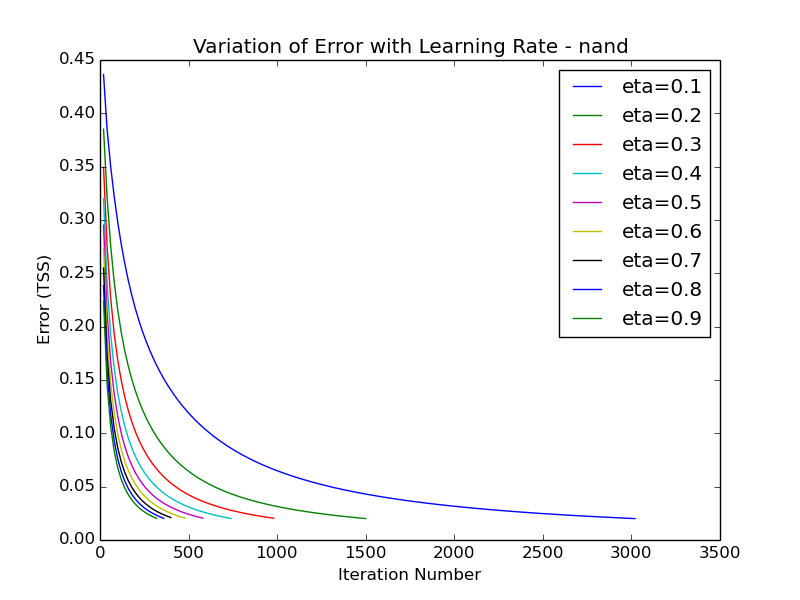 Variation of Error with Learning Rate - nand
0.45
0.40
0.35
0.30
0.25
0.20
0.15
0.10
0.05
0.00
Error (TSS)
eta=0.1
eta=0.2
eta=0.3
eta=0.4
eta=0.5
eta=0.6
eta=0.7
eta=0.8
eta=0.9
0 500 1000 1500 2000 2500 3000 3500
Iteration Number